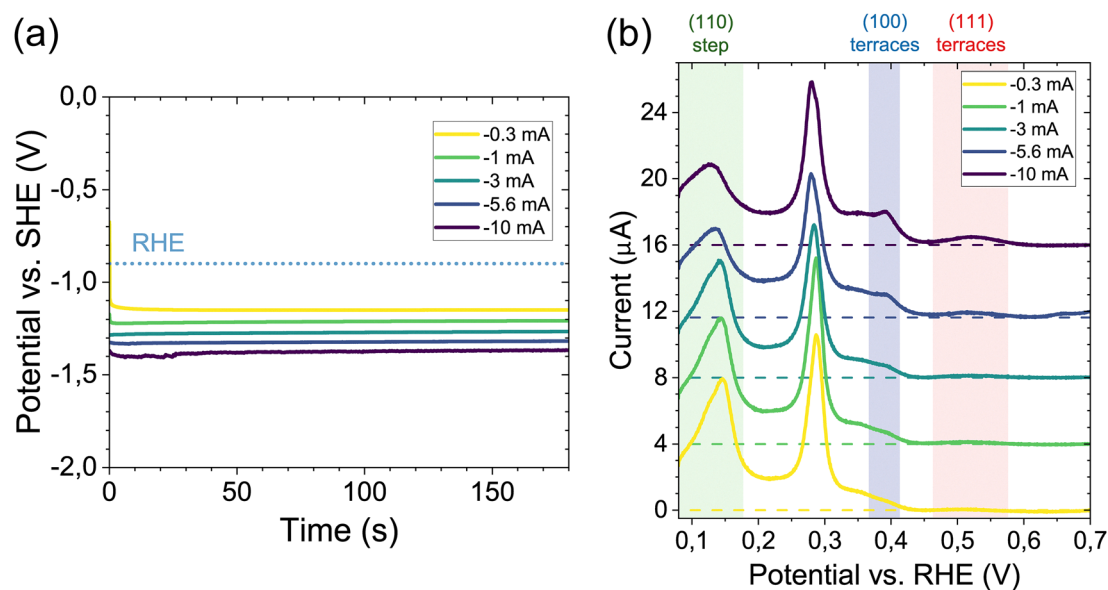 (a)
Potential vs. SHE (V)
0,0
-0,5
-1,0
-1,5
-2,0
RHE
-0.3 mA
-1 mA
-3 mA
-5.6 mA
-10 mA
0
50
100
150
Time (s)
(b)
(110)
step
(100)
terraces
(111)
terraces
Current (µA)
24
20
16
12
8
4
0
-0.3 mA
-1 mA
-3 mA
-5.6 mA
-10 mA
0,1
0,2
0,3
0,4
0,5
0,6
0,7
Potential vs. RHE (V)